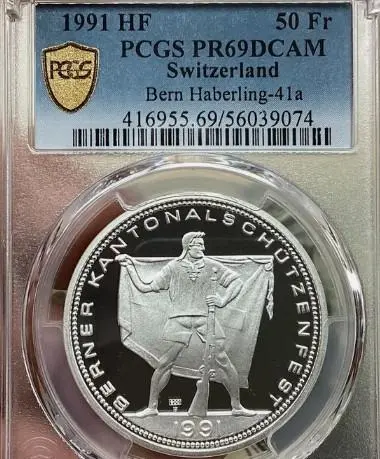 1991 HF 50 Fr
PCGS PR69DCAM
Switzerland
Bern Haberling-41a
416955.69/56039074
PCGS
BERNER KANTONALSCHÜTZENFEST
1991